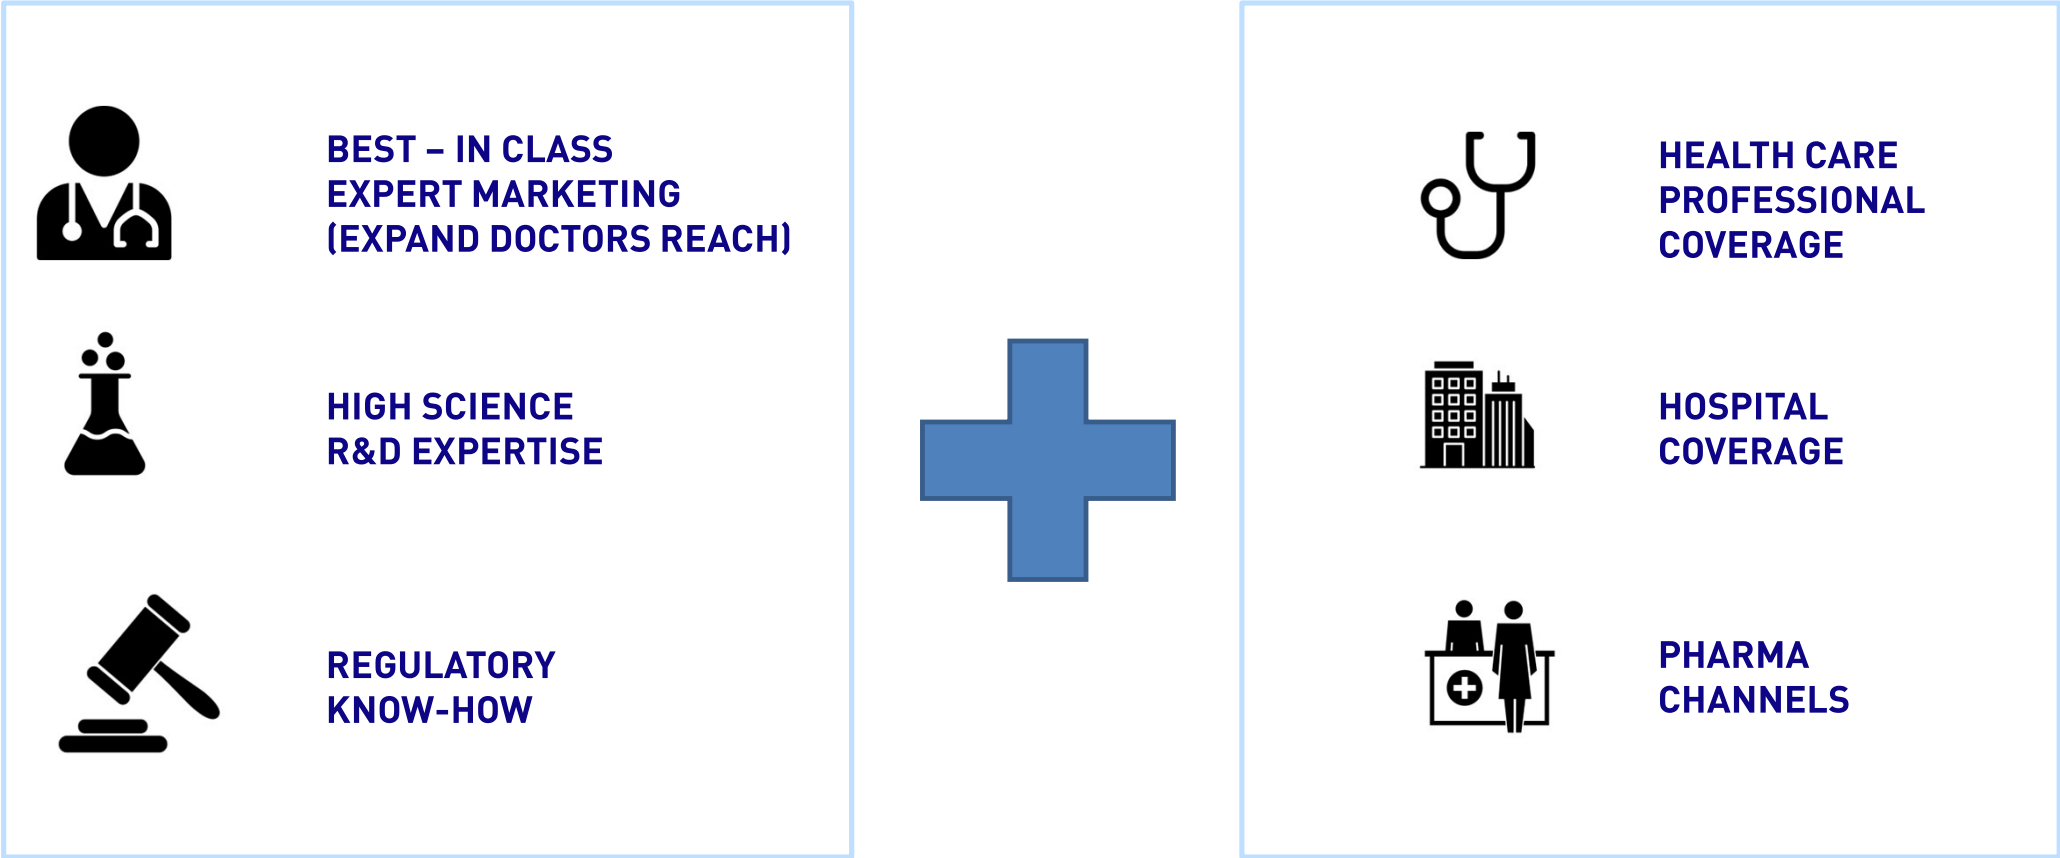 BEST – IN CLASS
EXPERT MARKETING
(EXPAND DOCTORS REACH)
HIGH SCIENCE
R&D EXPERTISE
REGULATORY
KNOW-HOW
HEALTH CARE
PROFESSIONAL
COVERAGE
HOSPITAL
COVERAGE
PHARMA
CHANNELS